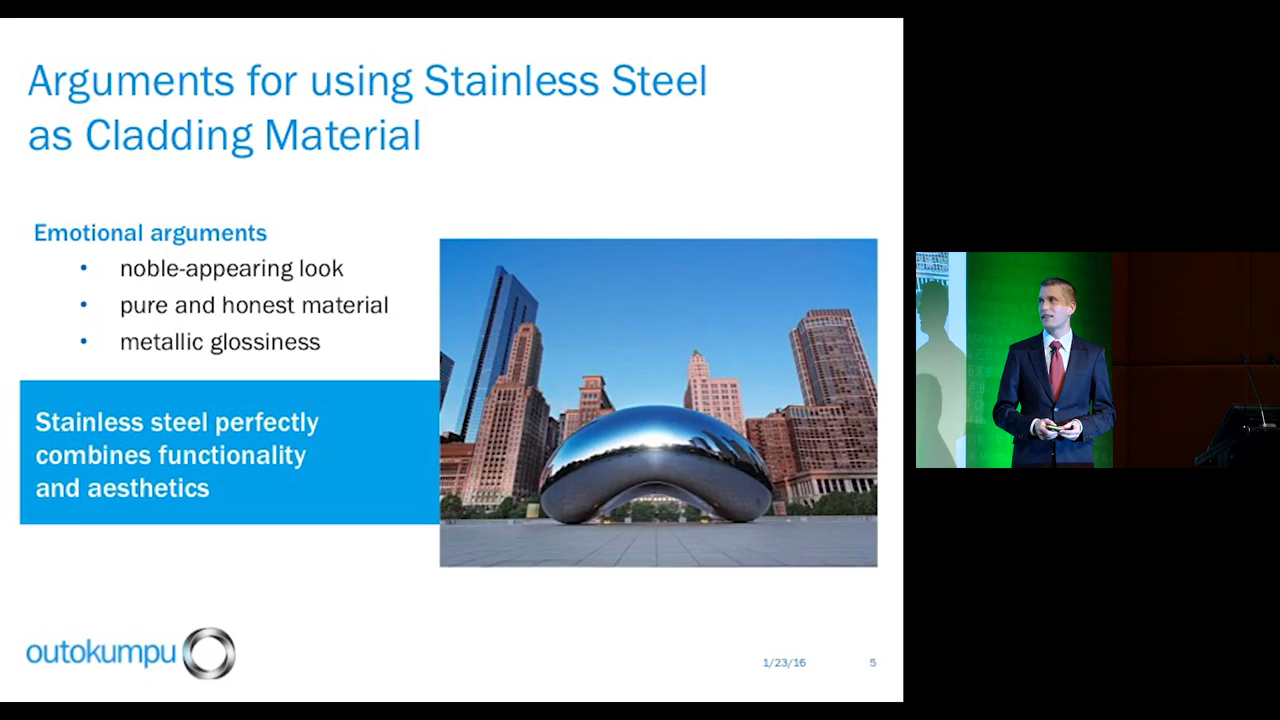 Arguments for using Stainless Steel
as Cladding Material
Emotional arguments
• noble-appearing look
• pure and honest material
• metallic glossiness
Stainless steel perfectly
combines functionality
and aesthetics
outokumpu
1/23/16 5